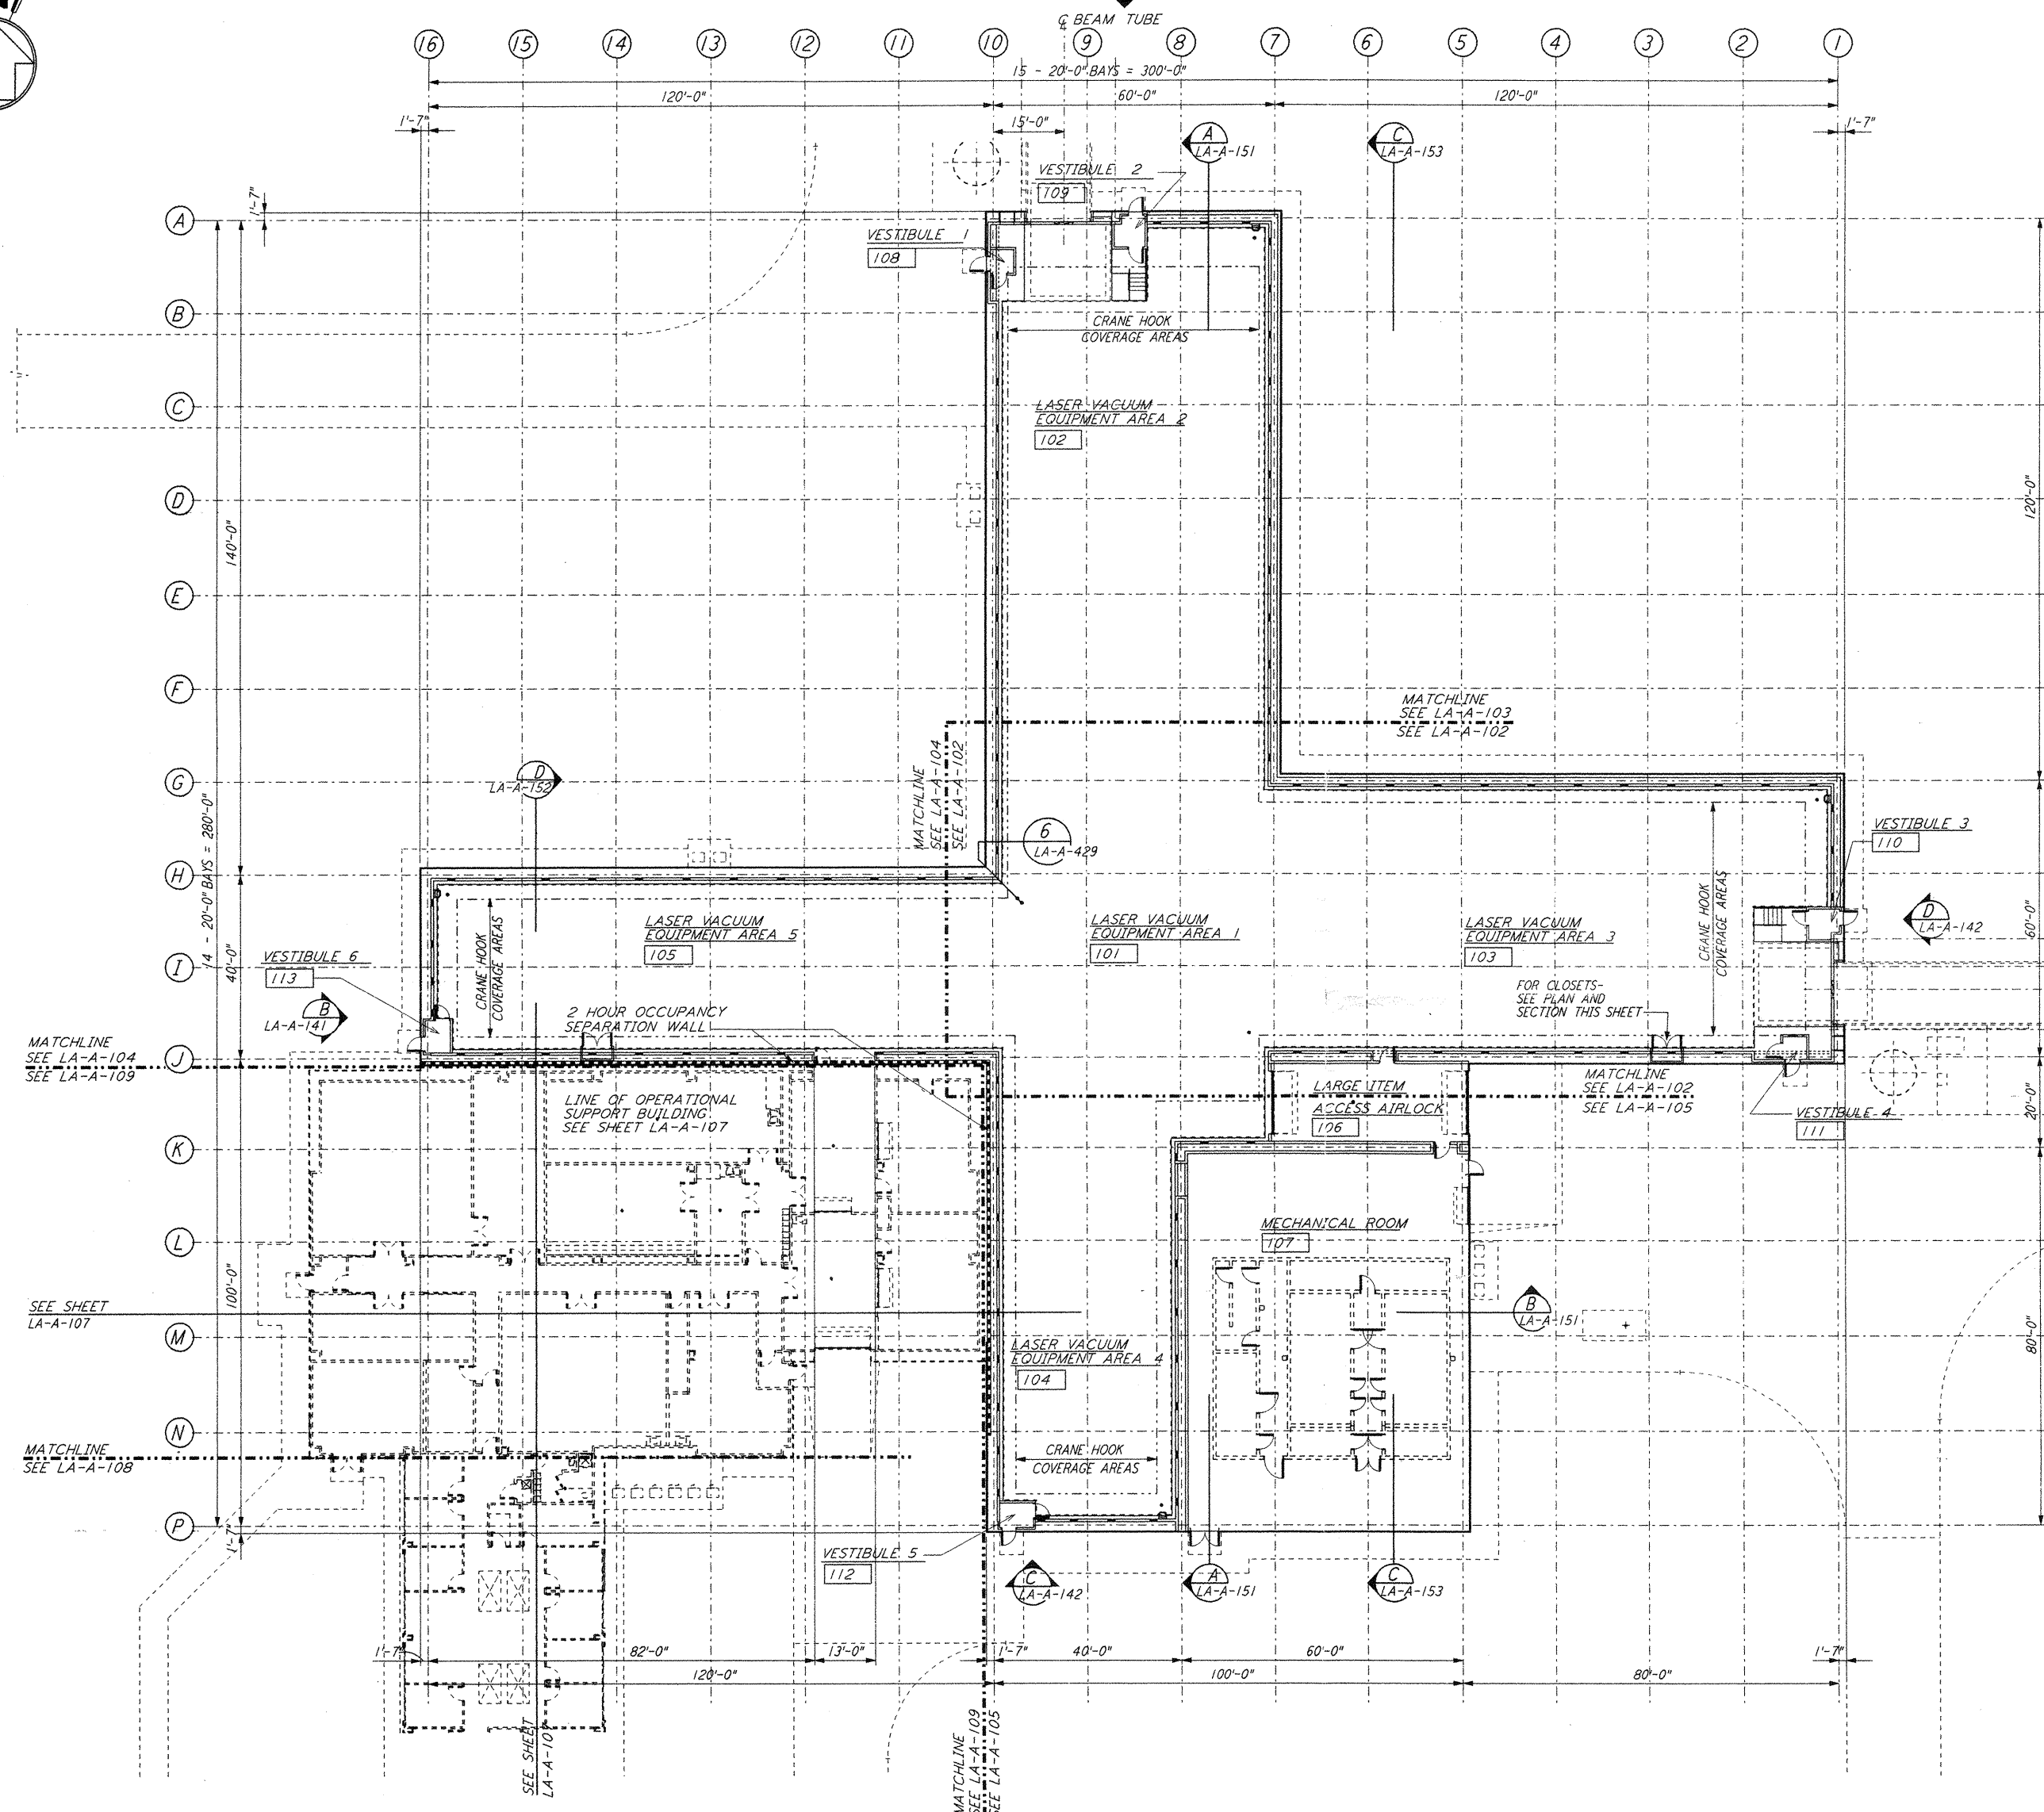 ℄ BEAM TUBE
16 15 14 13 12 11 10 9 8 7 6 5 4 3 2 1
15 - 20'-0" BAYS = 300'-0"
120'-0" 60'-0" 120'-0"
1'-7" 15'-0" 1'-7"
A
LA-A-151
C
LA-A-153
VESTIBULE 2
109
1'-7"
A
VESTIBULE 1
108
B
CRANE HOOK
COVERAGE AREAS
C
LASER VACUUM
EQUIPMENT AREA 2
102
D
120'-0"
140'-0"
E
F
MATCHLINE
SEE LA-A-103
SEE LA-A-102
MATCHLINE
SEE LA-A-104
SEE LA-A-102
G
D
LA-A-152
14 - 20'-0" BAYS = 280'-0"
6
LA-A-429
VESTIBULE 3
110
H
CRANE HOOK
COVERAGE AREAS
LASER VACUUM
EQUIPMENT AREA 5
105
LASER VACUUM
EQUIPMENT AREA 1
101
LASER VACUUM
EQUIPMENT AREA 3
103
CRANE HOOK
COVERAGE AREAS
D
LA-A-142
60'-0"
I
40'-0"
VESTIBULE 6
113
B
LA-A-141
2 HOUR OCCUPANCY
SEPARATION WALL
FOR CLOSETS-
SEE PLAN AND
SECTION THIS SHEET
MATCHLINE
SEE LA-A-104
SEE LA-A-109
J
MATCHLINE
SEE LA-A-102
SEE LA-A-105
LINE OF OPERATIONAL
SUPPORT BUILDING
SEE SHEET LA-A-107
LARGE ITEM
ACCESS AIRLOCK
106
VESTIBULE 4
111
20'-0"
K
L
MECHANICAL ROOM
107
100'-0"
SEE SHEET
LA-A-107
M
B
LA-A-151
LASER VACUUM
EQUIPMENT AREA 4
104
80'-0"
N
MATCHLINE
SEE LA-A-108
CRANE HOOK
COVERAGE AREAS
P
1'-7"
VESTIBULE 5
112
C
LA-A-142
A
LA-A-151
C
LA-A-153
1'-7" 82'-0" 13'-0" 1'-7" 40'-0" 60'-0" 1'-7"
120'-0" 100'-0" 80'-0"
SEE SHEET
LA-A-107
MATCHLINE
SEE LA-A-109
SEE LA-A-105